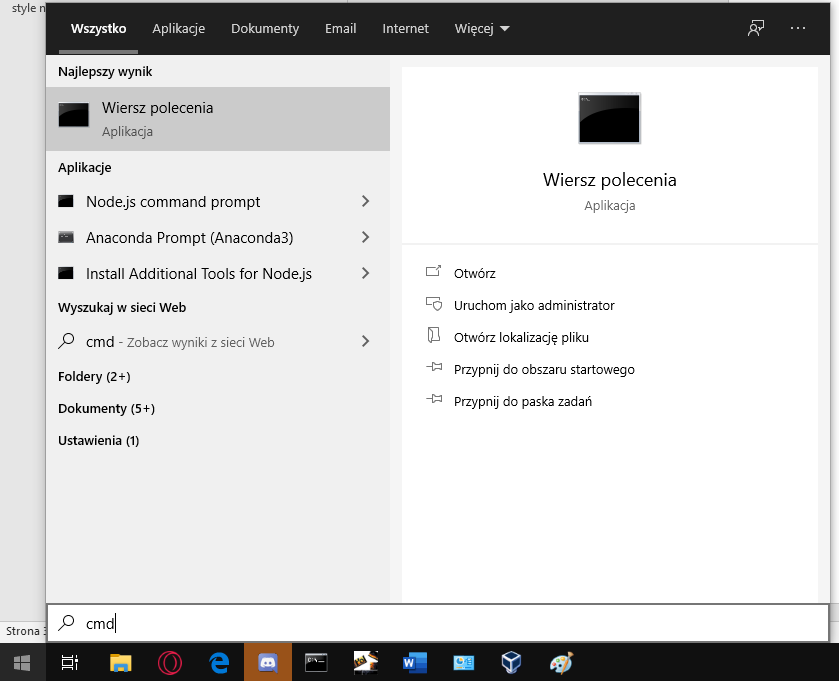 style n
Wszystko Aplikacje Dokumenty Email Internet Więcej
Najlepszy wynik
Wiersz polecenia
Aplikacja
Aplikacje
Node.js command prompt
Anaconda Prompt (Anaconda3)
Install Additional Tools for Node.js
Wyszukaj w sieci Web
cmd - Zobacz wyniki z sieci Web
Foldery (2+)
Dokumenty (5+)
Ustawienia (1)
Wiersz polecenia
Aplikacja
Otwórz
Uruchom jako administrator
Otwórz lokalizację pliku
Przypnij do obszaru startowego
Przypnij do paska zadań
cmd
Strona 3